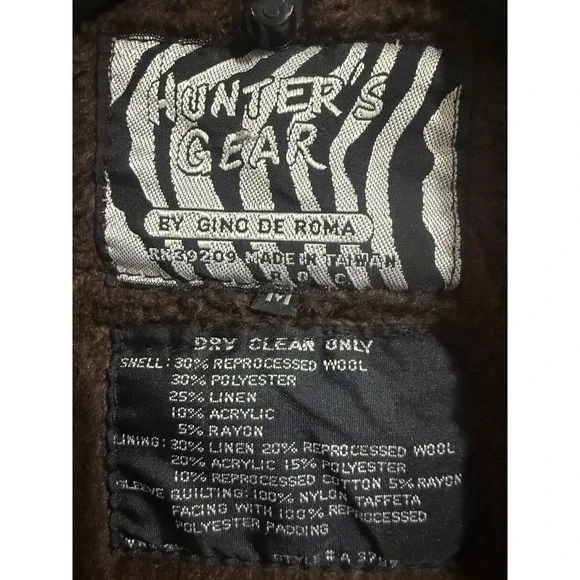 HUNTER'S
GEAR
BY GINO DE ROMA
RN39209 MADE IN TAIWAN
R.O.C.
M
DRY CLEAN ONLY
SHELL: 30% REPROCESSED WOOL
30% POLYESTER
25% LINEN
10% ACRYLIC
5% RAYON
LINING: 30% LINEN 20% REPROCESSED WOOL
20% ACRYLIC 15% POLYESTER
10% REPROCESSED COTTON 5% RAYON
SLEEVE QUILTING: 100% NYLON TAFFETA
FACING WITH 100% REPROCESSED
POLYESTER PADDING
STYLE # A